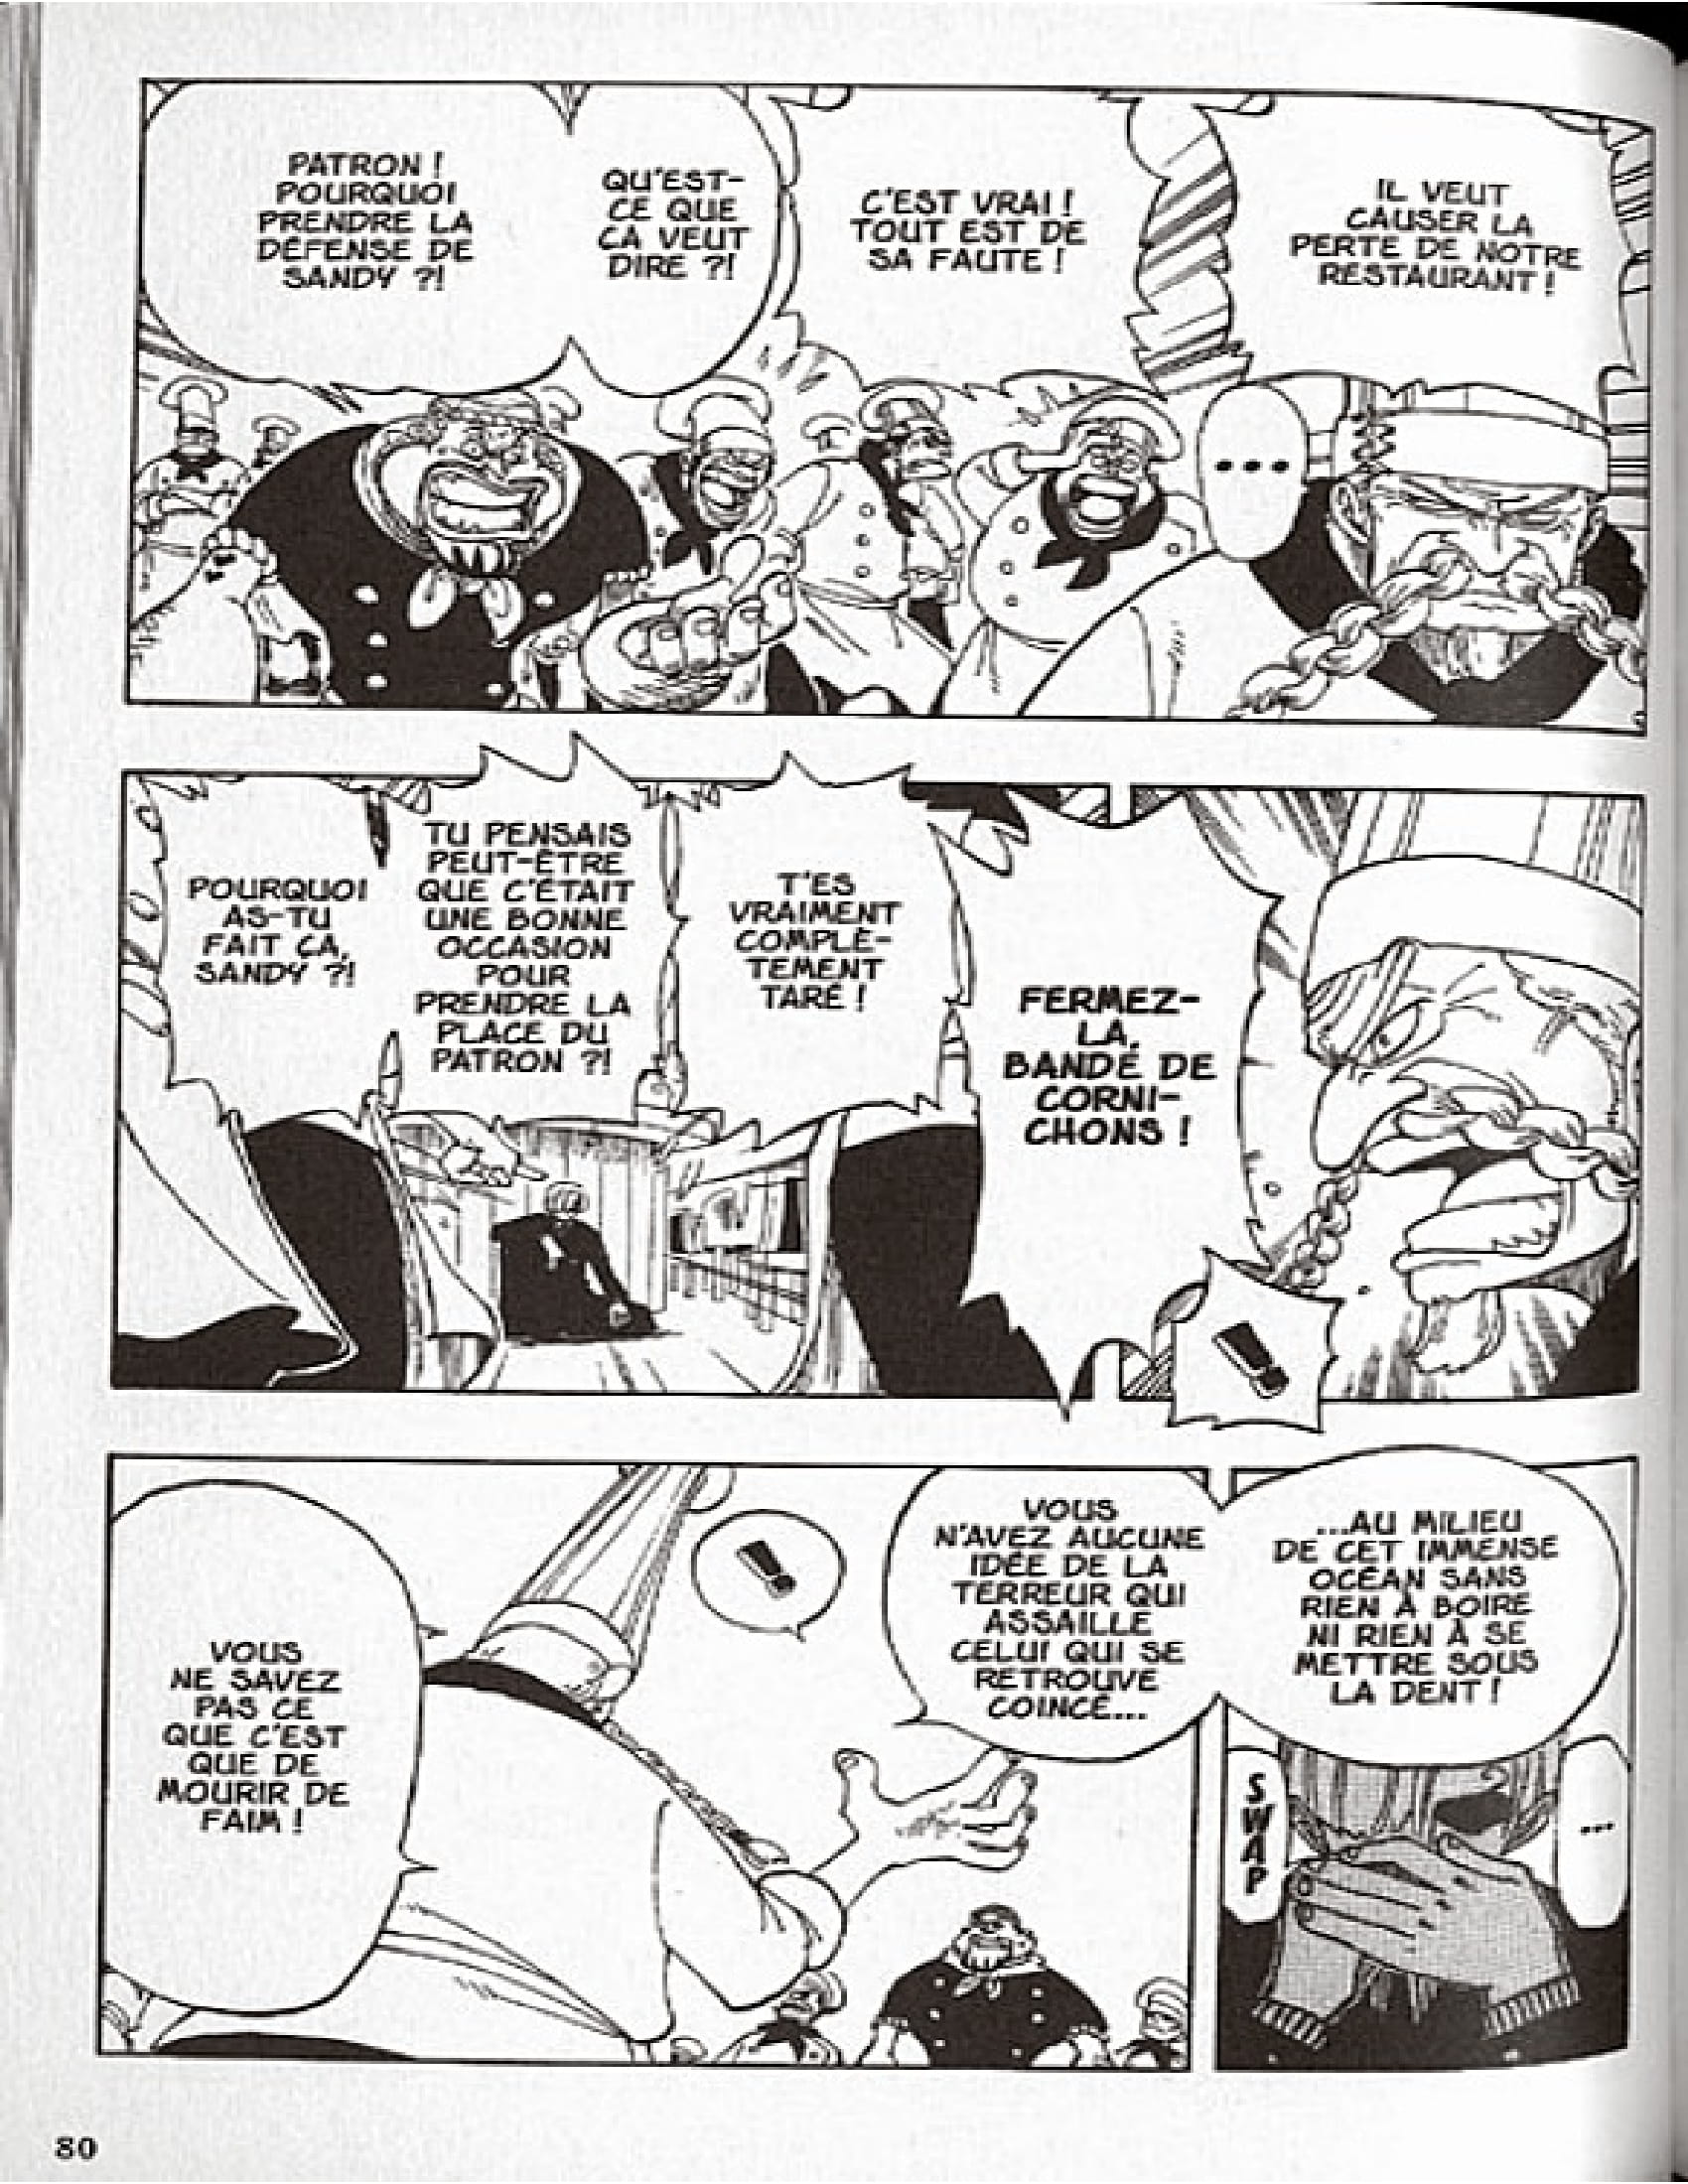 PATRON !
POURQUOI
PRENDRE LA
DÉFENSE DE
SANDY ?!
QU'EST-
CE QUE
CA VEUT
DIRE ?!
C'EST VRAI !
TOUT EST DE
SA FAUTE !
IL VEUT
CAUSER LA
PERTE DE NOTRE
RESTAURANT !
...
POURQUOI
AS-TU
FAIT CA,
SANDY ?!
TU PENSAIS
PEUT-ÊTRE
QUE C'ÉTAIT
UNE BONNE
OCCASION
POUR
PRENDRE LA
PLACE DU
PATRON ?!
T'ES
VRAIMENT
COMPLÈ-
TEMENT
TARÉ !
FERMEZ-
LA,
BANDE DE
CORNI-
CHONS !
!
VOUS
NE SAVEZ
PAS CE
QUE C'EST
QUE DE
MOURIR DE
FAIM !
!
VOUS
N'AVEZ AUCUNE
IDÉE DE LA
TERREUR QUI
ASSAILLE
CELUI QUI SE
RETROUVE
COINCÉ...
...AU MILIEU
DE CET IMMENSE
OCÉAN SANS
RIEN À BOIRE
NI RIEN À SE
METTRE SOUS
LA DENT !
SWAP
...
80